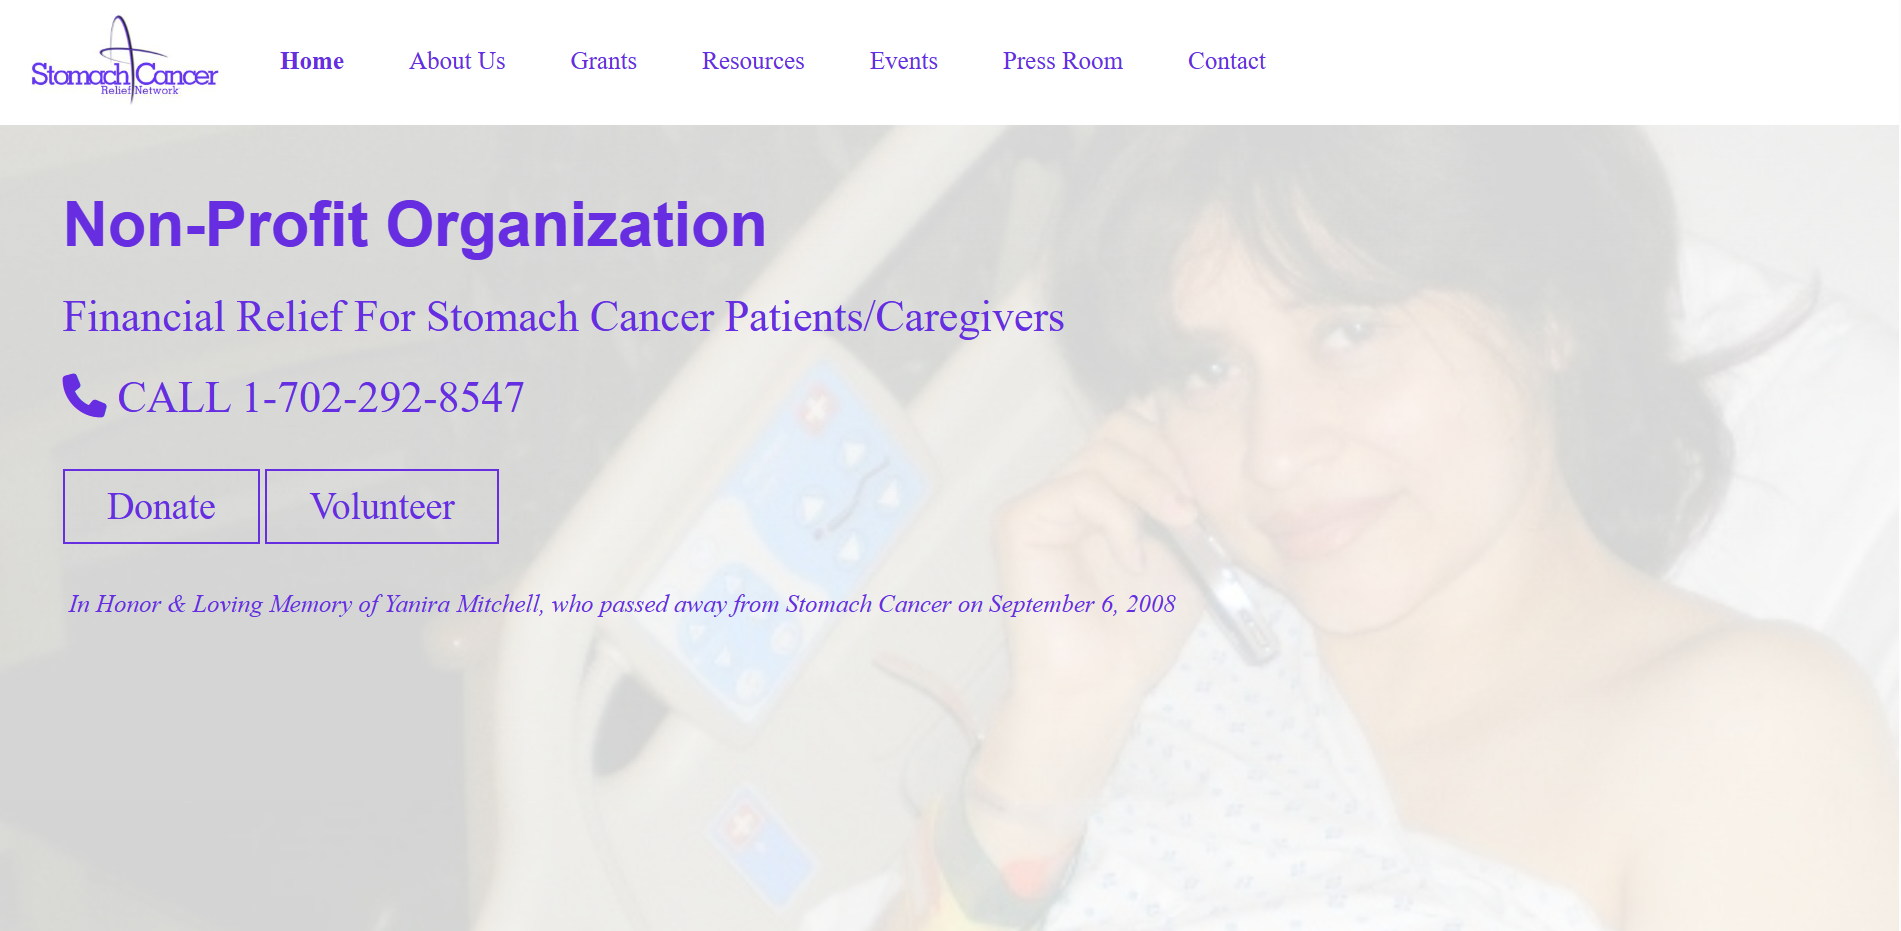 Stomach Cancer
Relief Network
Home About Us Grants Resources Events Press Room Contact
Non-Profit Organization
Financial Relief For Stomach Cancer Patients/Caregivers
CALL 1-702-292-8547
Donate Volunteer
In Honor & Loving Memory of Yanira Mitchell, who passed away from Stomach Cancer on September 6, 2008